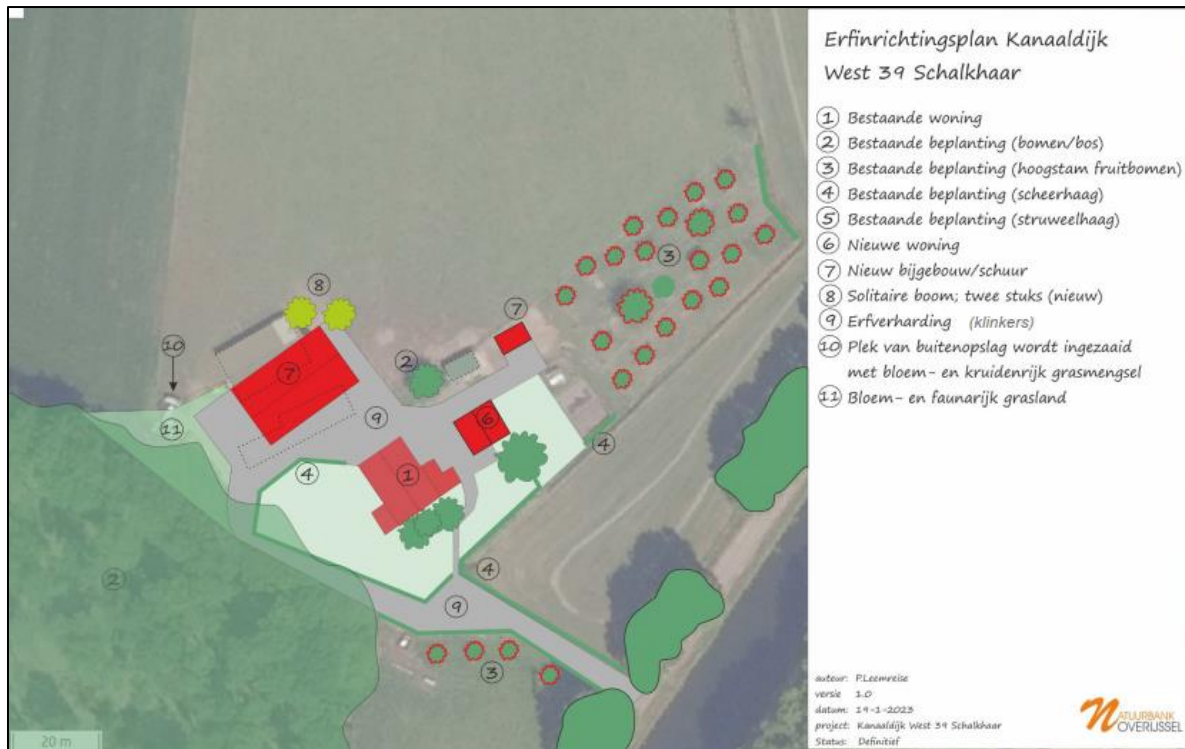 Erfinrichtingsplan Kanaaldijk
West 39 Schalkhaar
1 Bestaande woning
2 Bestaande beplanting (bomen/bos)
3 Bestaande beplanting (hoogstam fruitbomen)
4 Bestaande beplanting (scheerhaag)
5 Bestaande beplanting (struweelhaag)
6 Nieuwe woning
7 Nieuw bijgebouw/schuur
8 Solitaire boom; twee stuks (nieuw)
9 Erfverharding (klinkers)
10 Plek van buitenopslag wordt ingezaaid
met bloem- en kruidenrijk grasmengsel
11 Bloem- en faunarijk grasland
3
8
7
10
2
7
11
9
6
4
4
1
2
4
9
3
20 m
auteur: P.Leemreise
versie 1.0
datum: 19-1-2023
project: Kanaaldijk West 39 Schalkhaar
Status: Definitief
NATUURBANK
OVERIJSSEL